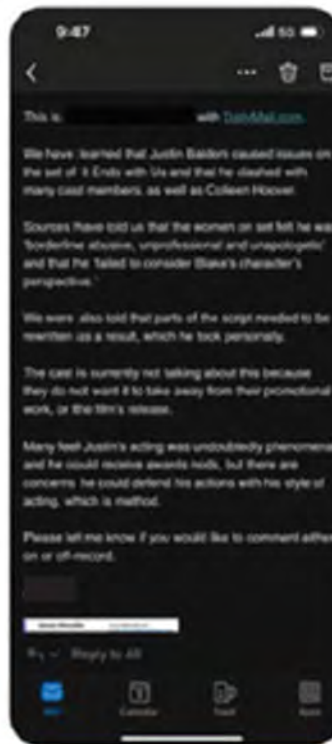 9:47
5G
This is with DailyMail.com
We have learned that Justin Baldoni caused issues on
the set of It Ends with Us and that he clashed with
many cast members, as well as Colleen Hoover.
Sources have told us that the women on set felt he was
'borderline abusive, unprofessional and unapologetic'
and that he 'failed to consider Blake's character's
perspective.'
We were also told that parts of the script needed to be
rewritten as a result, which he took personally.
The cast is currently not talking about this because
they do not want it to take away from their promotional
work, or the film's release.
Many feel Justin's acting was undoubtedly phenomenal
and he could receive awards nods, but there are
concerns he could defend his actions with his style of
acting, which is method.
Please let me know if you would like to comment either
on or off-record.
Reply to All
Calendar
Feed
Apps